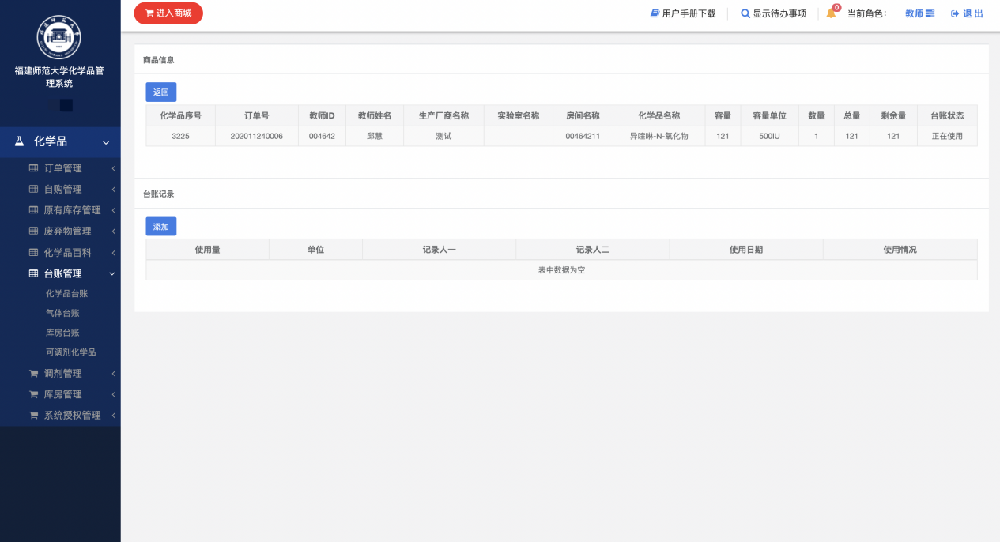 福建师范大学化学品管
理系统
化学品
订单管理
自购管理
原有库存管理
废弃物管理
化学品百科
台账管理
化学品台账
气体台账
库房台账
可调剂化学品
调剂管理
库房管理
系统授权管理
进入商城
用户手册下载 显示待办事项 0 当前角色: 教师 退 出
商品信息
返回
化学品序号 订单号 教师ID 教师姓名 生产厂商名称 实验室名称 房间名称 化学品名称 容量 容量单位 数量 总量 剩余量 台账状态
3225 202011240006 004642 邱慧 测试 00464211 异喹啉-N-氧化物 121 500IU 1 121 121 正在使用
台账记录
添加
使用量 单位 记录人一 记录人二 使用日期 使用情况
表中数据为空